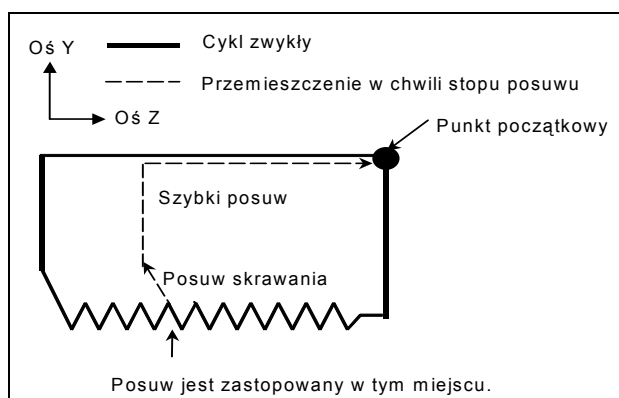 Oś Y
Cykl zwykły
Przemieszczenie w chwili stopu posuwu
Oś Z
Punkt początkowy
Szybki posuw
Posuw skrawania
Posuw jest zastopowany w tym miejscu.